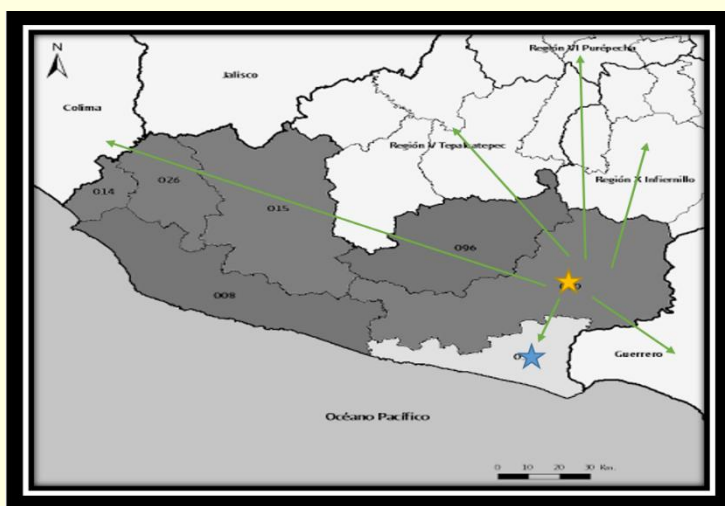 N
Región VI Purépecha
Jalisco
Colima
Región V Tepalcatepec
Región X Infiernillo
014
026
015
096
008
Guerrero
Océano Pacífico
0 10 20 30 Km.